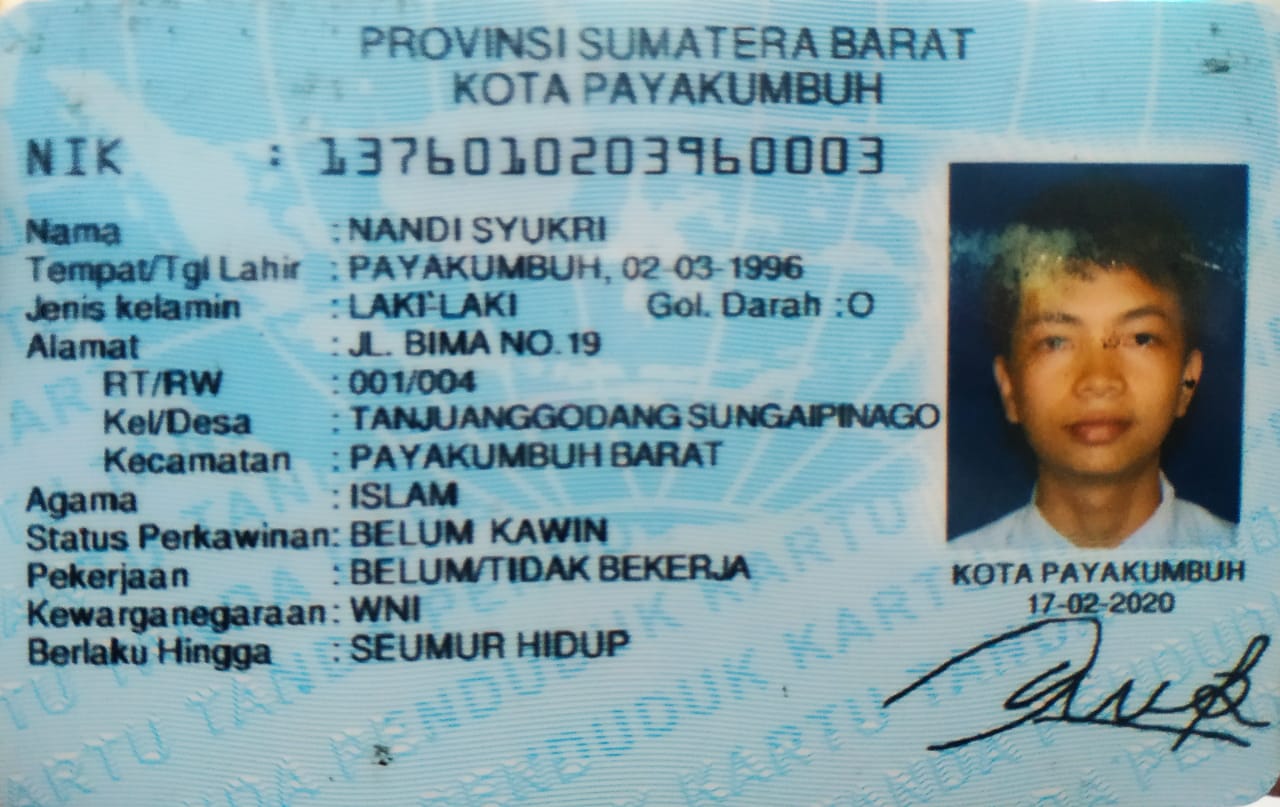 PROVINSI SUMATERA BARAT
KOTA PAYAKUMBUH
NIK : 1376010203960003
Nama : NANDI SYUKRI
Tempat/Tgl Lahir : PAYAKUMBUH, 02-03-1996
Jenis kelamin : LAKI-LAKI Gol. Darah : O
Alamat : JL. BIMA NO. 19
RT/RW : 001/004
Kel/Desa : TANJUANGGODANG SUNGAIPINAGO
Kecamatan : PAYAKUMBUH BARAT
Agama : ISLAM
Status Perkawinan: BELUM KAWIN
Pekerjaan : BELUM/TIDAK BEKERJA
Kewarganegaraan: WNI
Berlaku Hingga : SEUMUR HIDUP
KOTA PAYAKUMBUH
17-02-2020